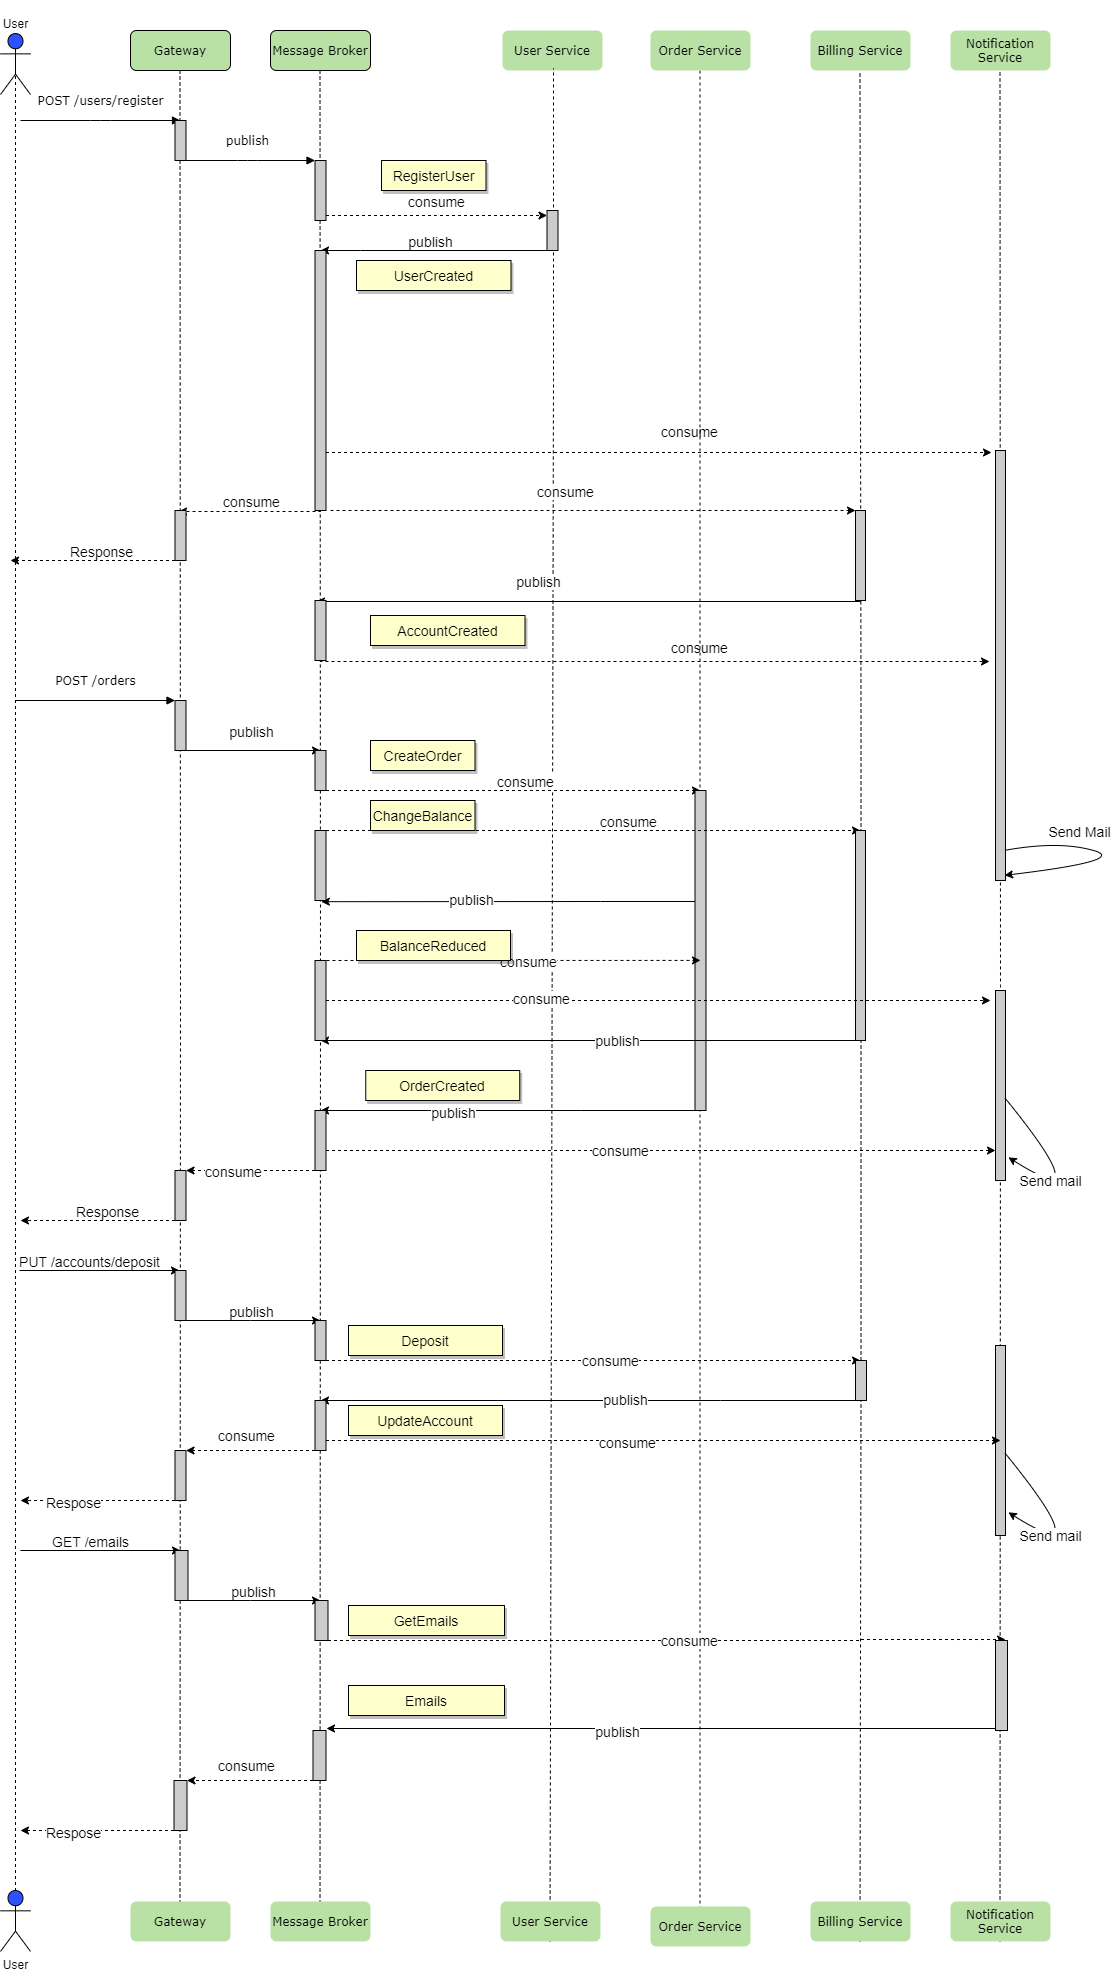 User
Gateway
Message Broker
User Service
Order Service
Billing Service
Notification
Service
POST /users/register
publish
RegisterUser
consume
publish
UserCreated
consume
consume
consume
Response
publish
AccountCreated
consume
POST /orders
publish
CreateOrder
consume
ChangeBalance
consume
Send Mail
publish
BalanceReduced
consume
consume
publish
OrderCreated
publish
consume
consume
Send mail
Response
PUT /accounts/deposit
publish
Deposit
consume
publish
UpdateAccount
consume
consume
Respose
Send mail
GET /emails
publish
GetEmails
consume
Emails
publish
consume
Respose
Gateway
Message Broker
User Service
Order Service
Billing Service
Notification
Service
User